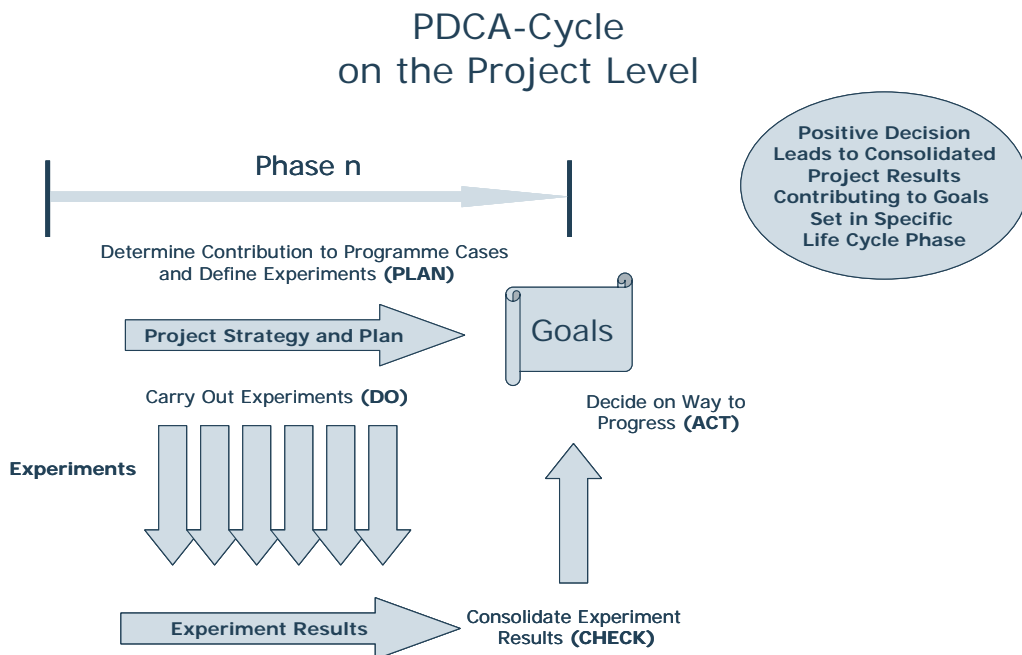 PDCA-Cycle
on the Project Level
Positive Decision
Leads to Consolidated
Project Results
Contributing to Goals
Set in Specific
Life Cycle Phase
Phase n
Determine Contribution to Programme Cases
and Define Experiments (PLAN)
Project Strategy and Plan
Goals
Carry Out Experiments (DO)
Decide on Way to
Progress (ACT)
Experiments
Experiment Results
Consolidate Experiment
Results (CHECK)